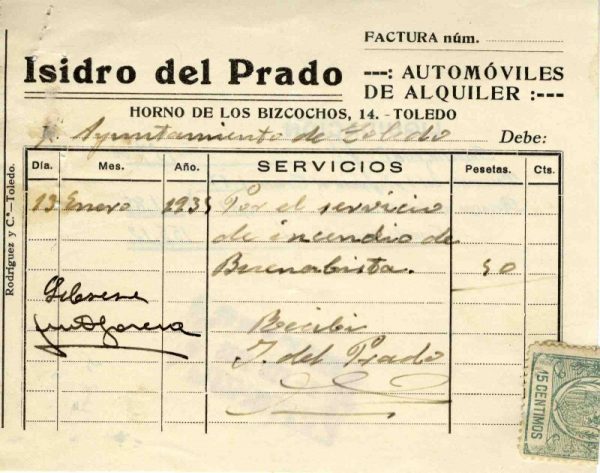 FACTURA núm.
Isidro del Prado
---: AUTOMÓVILES
DE ALQUILER :---
HORNO DE LOS BIZCOCHOS, 14. - TOLEDO
Ayuntamiento de Toledo Debe:
Día. Mes. Año. SERVICIOS Pesetas. Cts.
13 Enero 1935 Por el servicio
de incendio de
Buenabista. 50
Recibi
I. del Prado
Rodríguez y C.ª—Toledo.
15 CENTIMOS